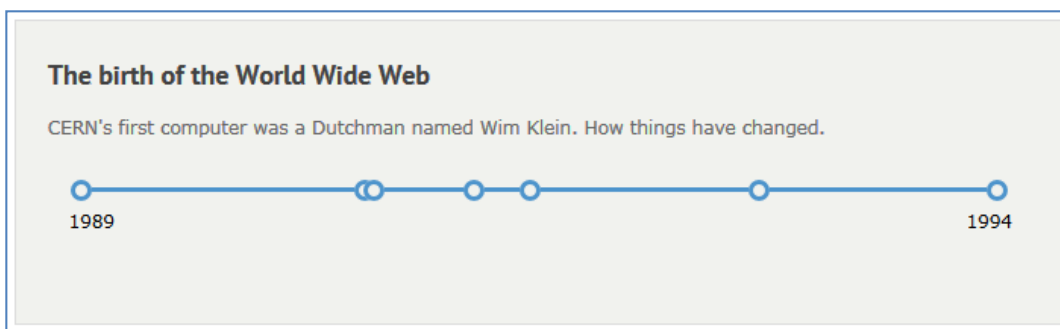 The birth of the World Wide Web
CERN's first computer was a Dutchman named Wim Klein. How things have changed.
1989
1994